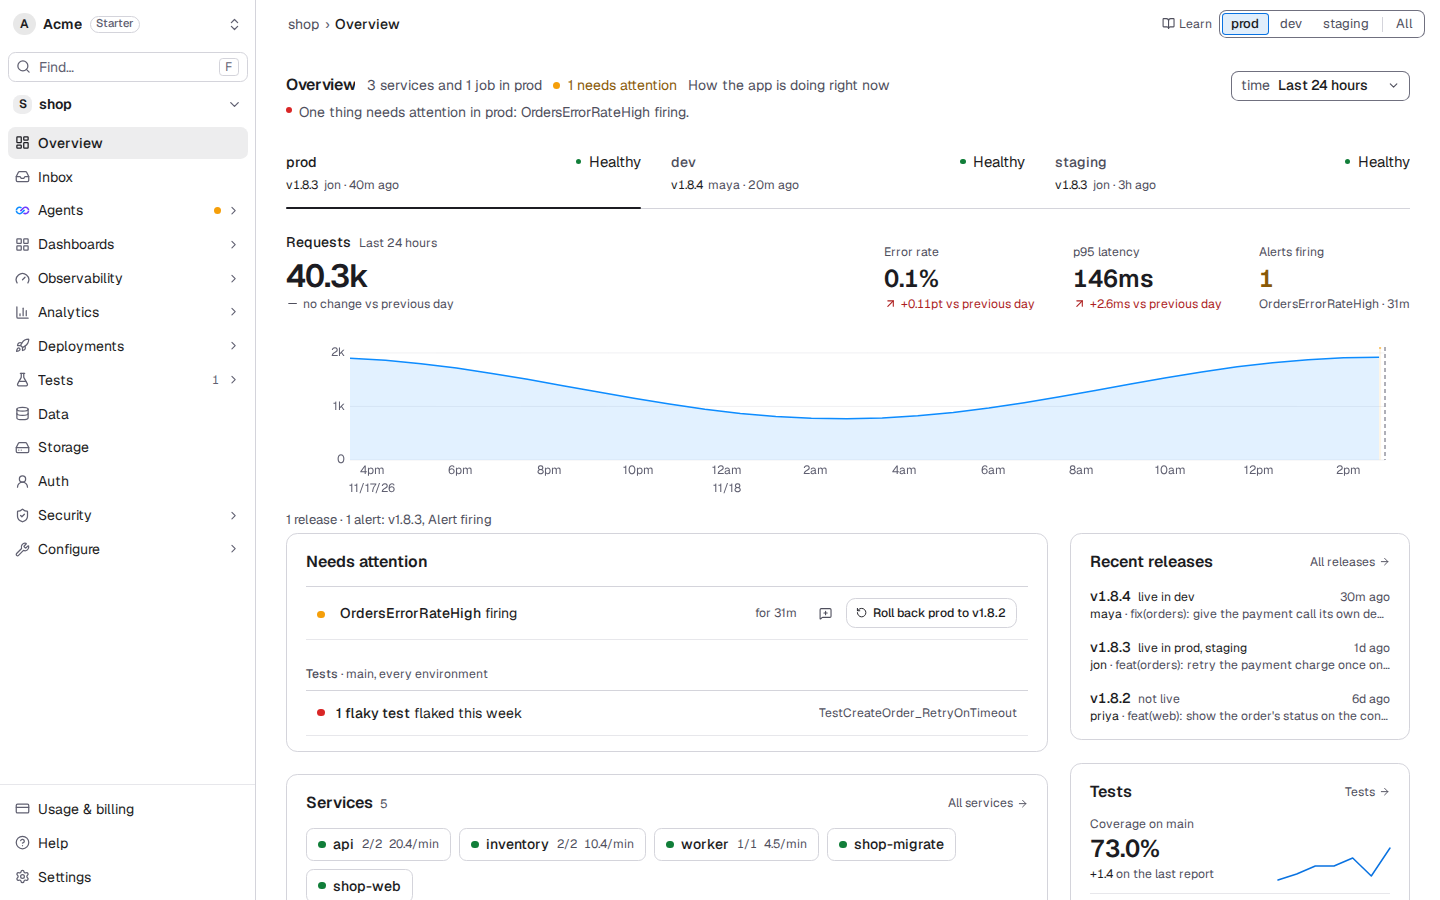 A Acme Starter
Find... F
S shop
Overview
Inbox
Agents
Dashboards
Observability
Analytics
Deployments
Tests 1
Data
Storage
Auth
Security
Configure
Usage & billing
Help
Settings
shop › Overview
Learn prod dev staging All
Overview 3 services and 1 job in prod 1 needs attention How the app is doing right now
time Last 24 hours
One thing needs attention in prod: OrdersErrorRateHigh firing.
prod Healthy
v1.8.3 jon · 40m ago
dev Healthy
v1.8.4 maya · 20m ago
staging Healthy
v1.8.3 jon · 3h ago
Requests Last 24 hours
40.3k
— no change vs previous day
Error rate
0.1%
+0.11pt vs previous day
p95 latency
146ms
+2.6ms vs previous day
Alerts firing
1
OrdersErrorRateHigh · 31m
2k
1k
0
4pm 6pm 8pm 10pm 12am 2am 4am 6am 8am 10am 12pm 2pm
11/17/26 11/18
1 release · 1 alert: v1.8.3, Alert firing
Needs attention
OrdersErrorRateHigh firing for 31m Roll back prod to v1.8.2
Tests · main, every environment
1 flaky test flaked this week TestCreateOrder_RetryOnTimeout
Services 5 All services →
api 2/2 20.4/min
inventory 2/2 10.4/min
worker 1/1 4.5/min
shop-migrate
shop-web
Recent releases All releases →
v1.8.4 live in dev 30m ago
maya · fix(orders): give the payment call its own de...
v1.8.3 live in prod, staging 1d ago
jon · feat(orders): retry the payment charge once on...
v1.8.2 not live 6d ago
priya · feat(web): show the order's status on the con...
Tests Tests →
Coverage on main
73.0%
+1.4 on the last report